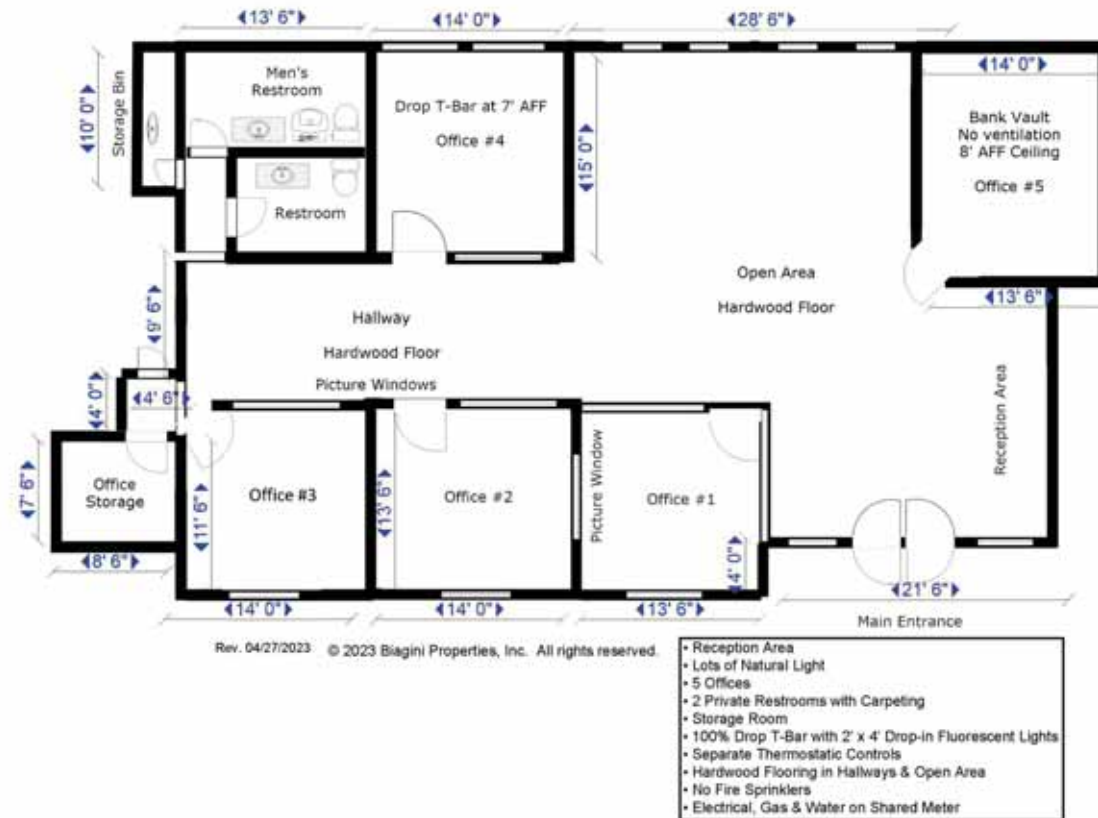 13' 6"
14' 0"
28' 6"
14' 0"
Storage Bin
10' 0"
Men's
Restroom
Drop T-Bar at 7' AFF
Office #4
15' 0"
Bank Vault
No ventilation
8' AFF Ceiling
Office #5
Restroom
Open Area
Hardwood Floor
13' 6"
9' 6"
Hallway
Hardwood Floor
Picture Windows
Reception Area
4' 0"
4' 6"
7' 6"
Office
Storage
8' 6"
11' 6"
Office #3
13' 6"
Office #2
Picture Window
Office #1
4' 0"
14' 0"
14' 0"
13' 6"
21' 6"
Main Entrance
Rev. 04/27/2023 © 2023 Biagini Properties, Inc. All rights reserved.
• Reception Area
• Lots of Natural Light
• 5 Offices
• 2 Private Restrooms with Carpeting
• Storage Room
• 100% Drop T-Bar with 2' x 4' Drop-in Fluorescent Lights
• Separate Thermostatic Controls
• Hardwood Flooring in Hallways & Open Area
• No Fire Sprinklers
• Electrical, Gas & Water on Shared Meter